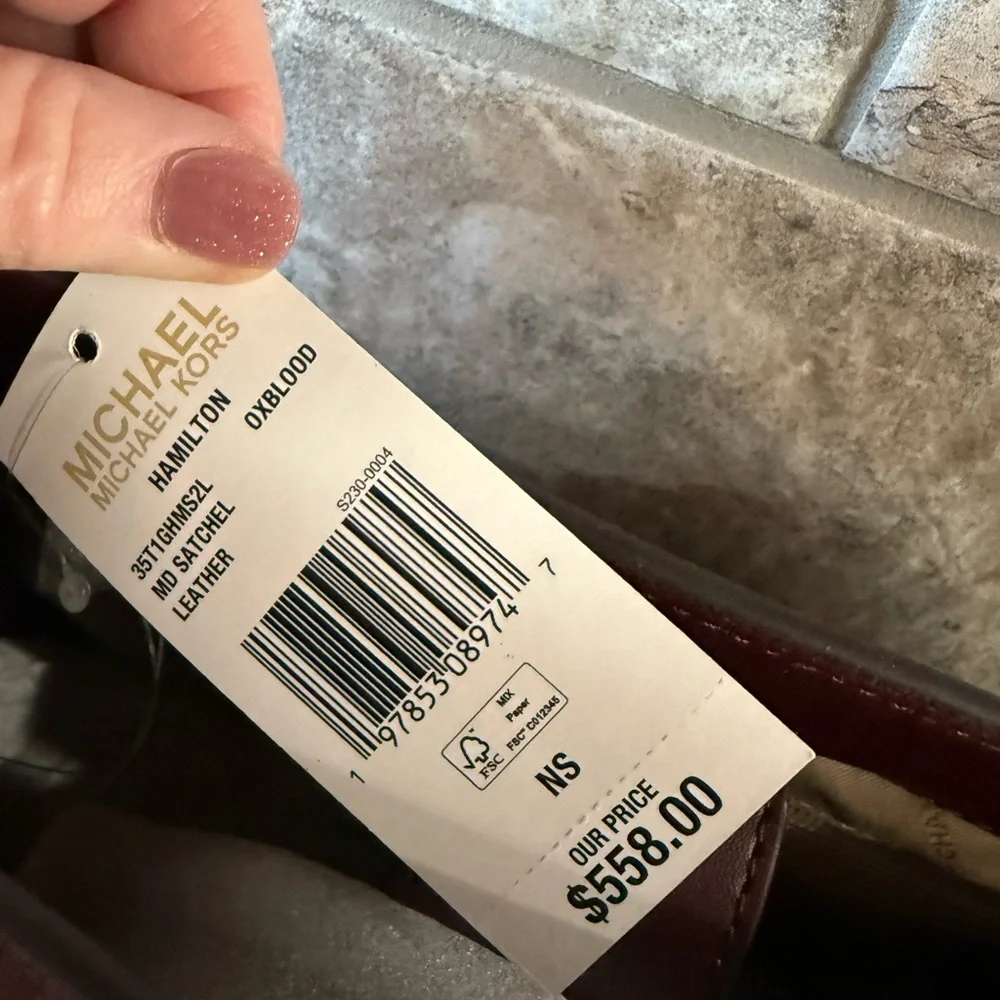 MICHAEL
MICHAEL KORS
HAMILTON
OXBLOOD
35T1GHMS2L
MD SATCHEL
LEATHER
S230-0004
1 97853 08974 7
MIX
Paper
FSC™ C012345
FSC
NS
OUR PRICE
$558.00